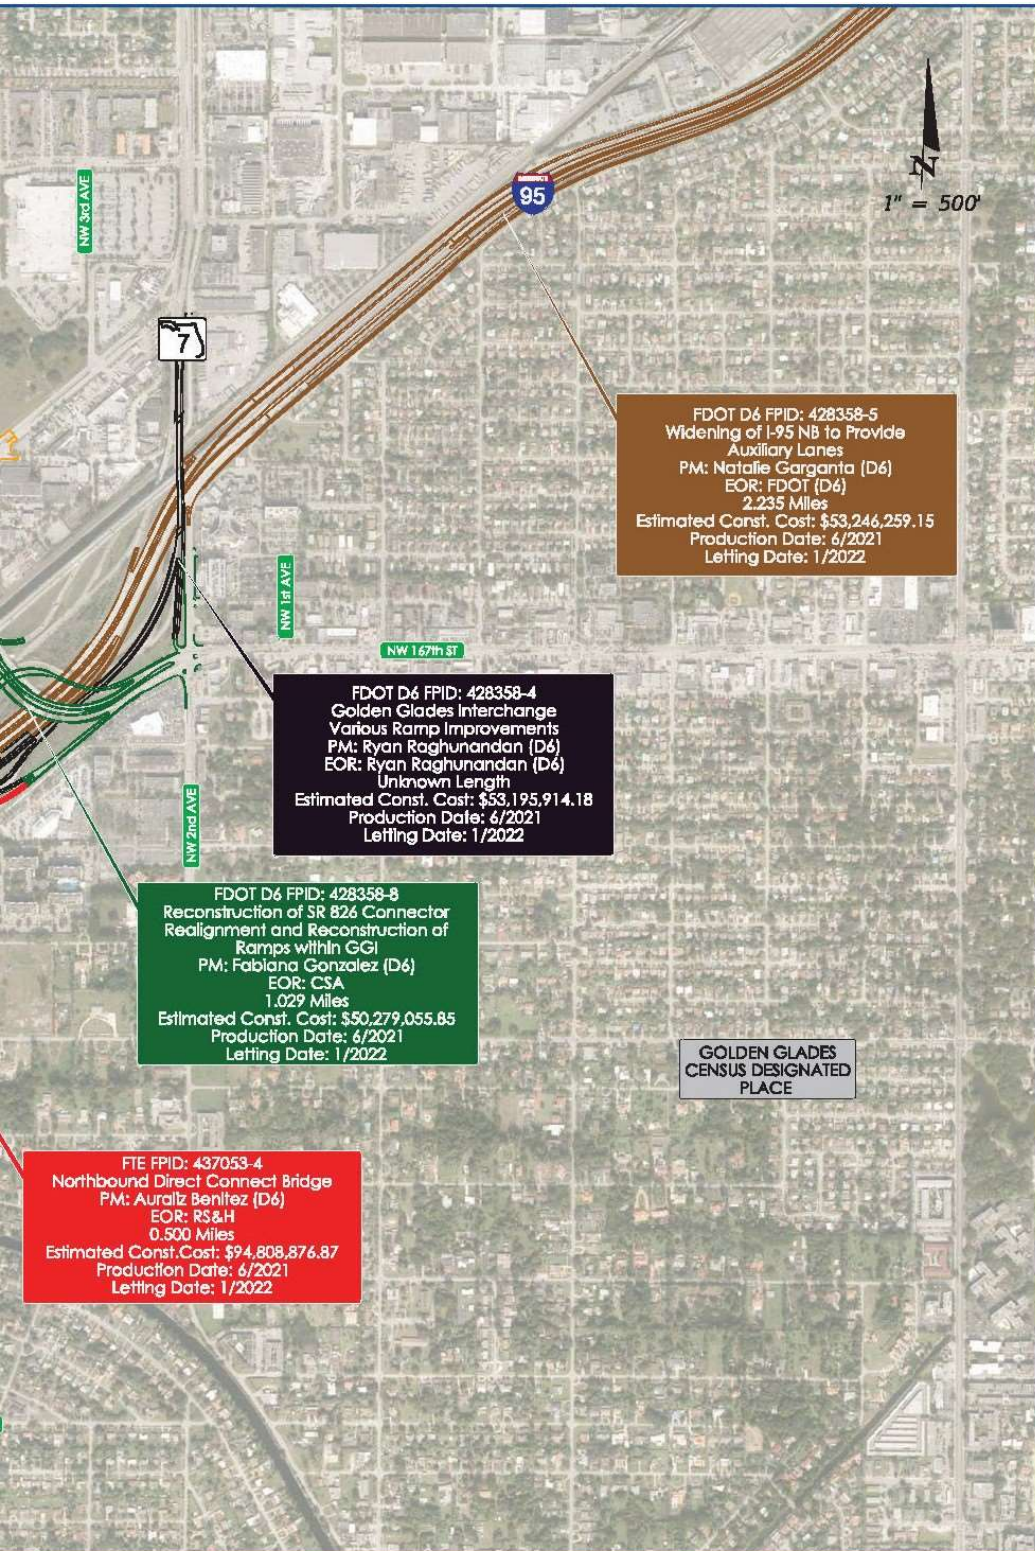 NW 3rd AVE
95
N
1" = 500'
7
FDOT D6 FPID: 428358-5
Widening of I-95 NB to Provide
Auxiliary Lanes
PM: Natalie Garganta (D6)
EOR: FDOT (D6)
2.235 Miles
Estimated Const. Cost: $53,246,259.15
Production Date: 6/2021
Letting Date: 1/2022
NW 1st AVE
NW 167th ST
FDOT D6 FPID: 428358-4
Golden Glades Interchange
Various Ramp Improvements
PM: Ryan Raghunandan (D6)
EOR: Ryan Raghunandan (D6)
Unknown Length
Estimated Const. Cost: $53,195,914.18
Production Date: 6/2021
Letting Date: 1/2022
NW 2nd AVE
FDOT D6 FPID: 428358-8
Reconstruction of SR 826 Connector
Realignment and Reconstruction of
Ramps within GGI
PM: Fabiana Gonzalez (D6)
EOR: CSA
1.029 Miles
Estimated Const. Cost: $50,279,055.85
Production Date: 6/2021
Letting Date: 1/2022
GOLDEN GLADES
CENSUS DESIGNATED
PLACE
FTE FPID: 437053-4
Northbound Direct Connect Bridge
PM: Auraliz Benitez (D6)
EOR: RS&H
0.500 Miles
Estimated Const.Cost: $94,808,876.87
Production Date: 6/2021
Letting Date: 1/2022